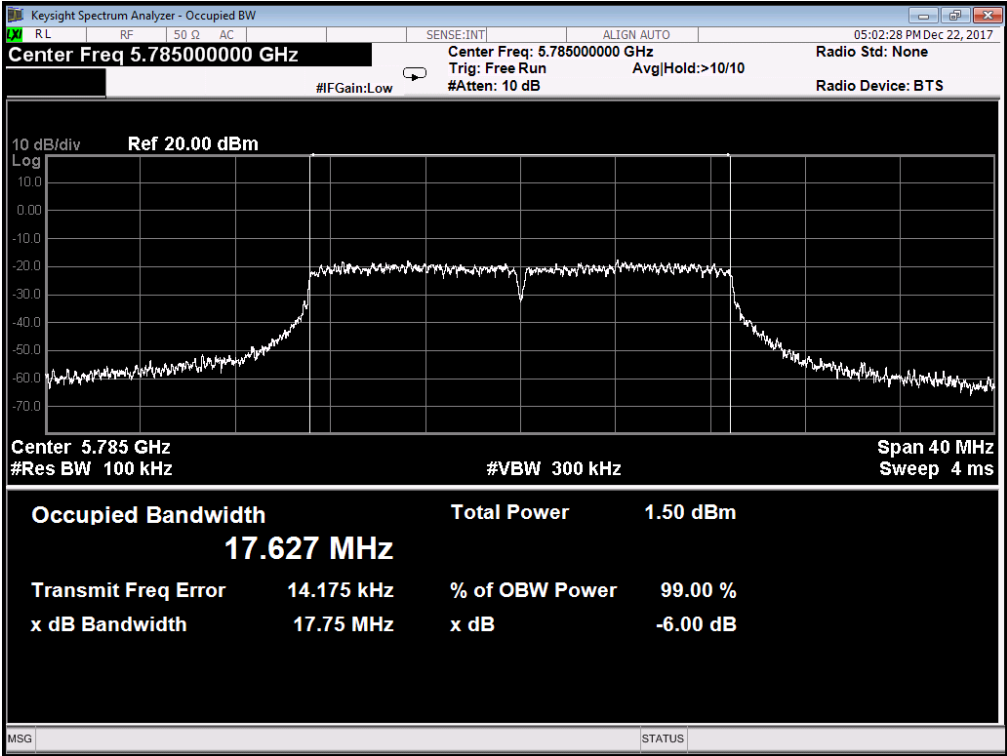 Keysight Spectrum Analyzer - Occupied BW
LXI RL RF 50 Ω AC SENSE:INT ALIGN AUTO 05:02:28 PM Dec 22, 2017
Center Freq 5.785000000 GHz Center Freq: 5.785000000 GHz Radio Std: None
Trig: Free Run Avg|Hold:>10/10
#IFGain:Low #Atten: 10 dB Radio Device: BTS
10 dB/div Ref 20.00 dBm
Log
10.0
0.00
-10.0
-20.0
-30.0
-40.0
-50.0
-60.0
-70.0
Center 5.785 GHz Span 40 MHz
#Res BW 100 kHz #VBW 300 kHz Sweep 4 ms
Occupied Bandwidth Total Power 1.50 dBm
17.627 MHz
Transmit Freq Error 14.175 kHz % of OBW Power 99.00 %
x dB Bandwidth 17.75 MHz x dB -6.00 dB
MSG STATUS